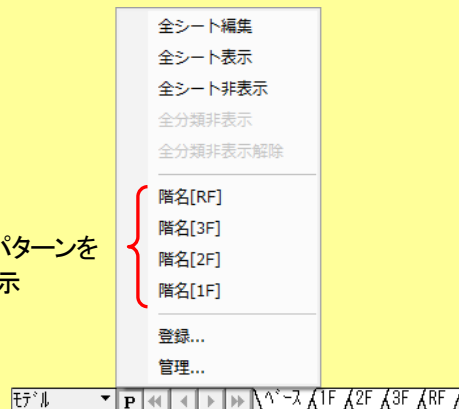 全シート編集
全シート表示
全シート非表示
全分類非表示
全分類非表示解除
階名[RF]
階名[3F]
パターンを
階名[2F]
示
階名[1F]
登録...
管理...
ﾓﾃﾞﾙ P ﾍﾞｰｽ 1F 2F 3F RF